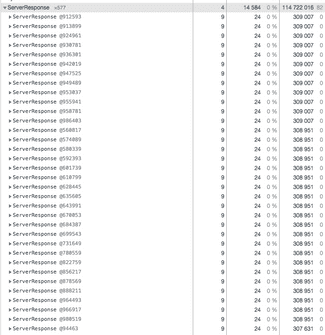 ServerResponse ×577 4 14 584 0 % 114 722 016 82
ServerResponse @912593 9 24 0 % 309 007 0
ServerResponse @913899 9 24 0 % 309 007 0
ServerResponse @924961 9 24 0 % 309 007 0
ServerResponse @930781 9 24 0 % 309 007 0
ServerResponse @936301 9 24 0 % 309 007 0
ServerResponse @942019 9 24 0 % 309 007 0
ServerResponse @947525 9 24 0 % 309 007 0
ServerResponse @949489 9 24 0 % 309 007 0
ServerResponse @953037 9 24 0 % 309 007 0
ServerResponse @955941 9 24 0 % 309 007 0
ServerResponse @958781 9 24 0 % 309 007 0
ServerResponse @986403 9 24 0 % 309 007 0
ServerResponse @560817 9 24 0 % 308 951 0
ServerResponse @574089 9 24 0 % 308 951 0
ServerResponse @580339 9 24 0 % 308 951 0
ServerResponse @592393 9 24 0 % 308 951 0
ServerResponse @601739 9 24 0 % 308 951 0
ServerResponse @610799 9 24 0 % 308 951 0
ServerResponse @628445 9 24 0 % 308 951 0
ServerResponse @635605 9 24 0 % 308 951 0
ServerResponse @643991 9 24 0 % 308 951 0
ServerResponse @670053 9 24 0 % 308 951 0
ServerResponse @684387 9 24 0 % 308 951 0
ServerResponse @699543 9 24 0 % 308 951 0
ServerResponse @731649 9 24 0 % 308 951 0
ServerResponse @780559 9 24 0 % 308 951 0
ServerResponse @822759 9 24 0 % 308 951 0
ServerResponse @856217 9 24 0 % 308 951 0
ServerResponse @878569 9 24 0 % 308 951 0
ServerResponse @888211 9 24 0 % 308 951 0
ServerResponse @964493 9 24 0 % 308 951 0
ServerResponse @966917 9 24 0 % 308 951 0
ServerResponse @980519 9 24 0 % 308 951 0
ServerResponse @94463 9 24 0 % 307 631 0